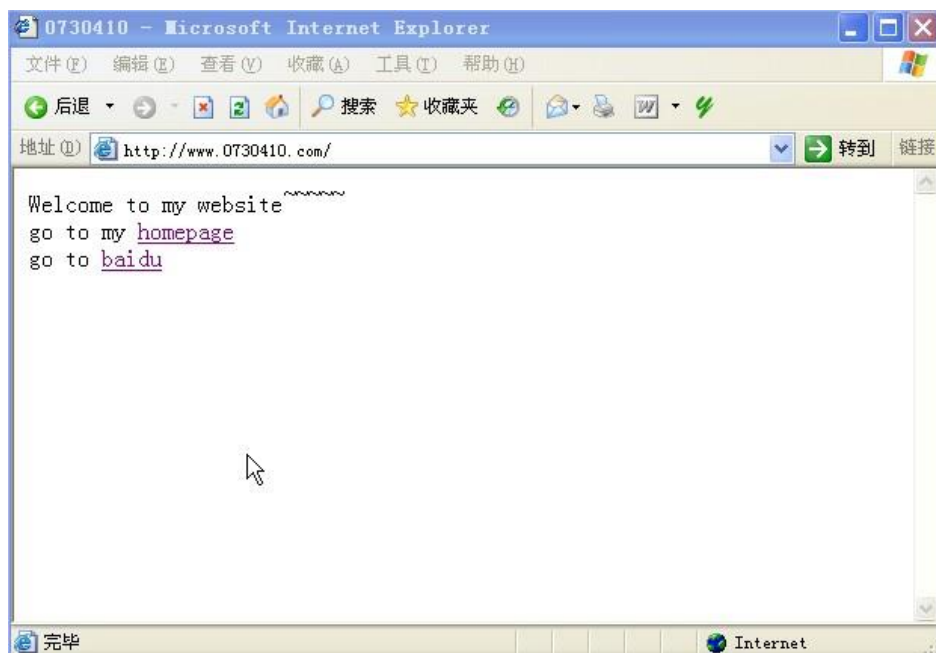 0730410 - Microsoft Internet Explorer
文件(F) 编辑(E) 查看(V) 收藏(A) 工具(T) 帮助(H)
后退 搜索 收藏夹
地址(D) http://www.0730410.com/ 转到 链接
Welcome to my website~~~~~
go to my homepage
go to baidu
完毕 Internet